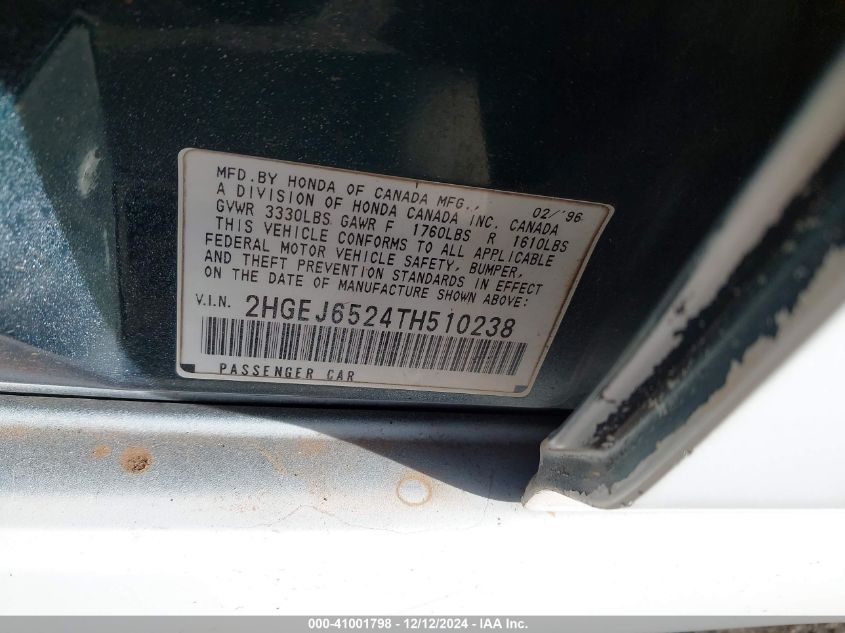 MFD.BY HONDA OF CANADA MFG., 02/'96
A DIVISION OF HONDA CANADA INC. CANADA
GVWR 3330LBS GAWR F 1760LBS R 1610LBS
THIS VEHICLE CONFORMS TO ALL APPLICABLE
FEDERAL MOTOR VEHICLE SAFETY, BUMPER,
AND THEFT PREVENTION STANDARDS IN EFFECT
ON THE DATE OF MANUFACTURE SHOWN ABOVE:
V.I.N. 2HGEJ6524TH510238
PASSENGER CAR
000-41001798 - 12/12/2024 - IAA Inc.